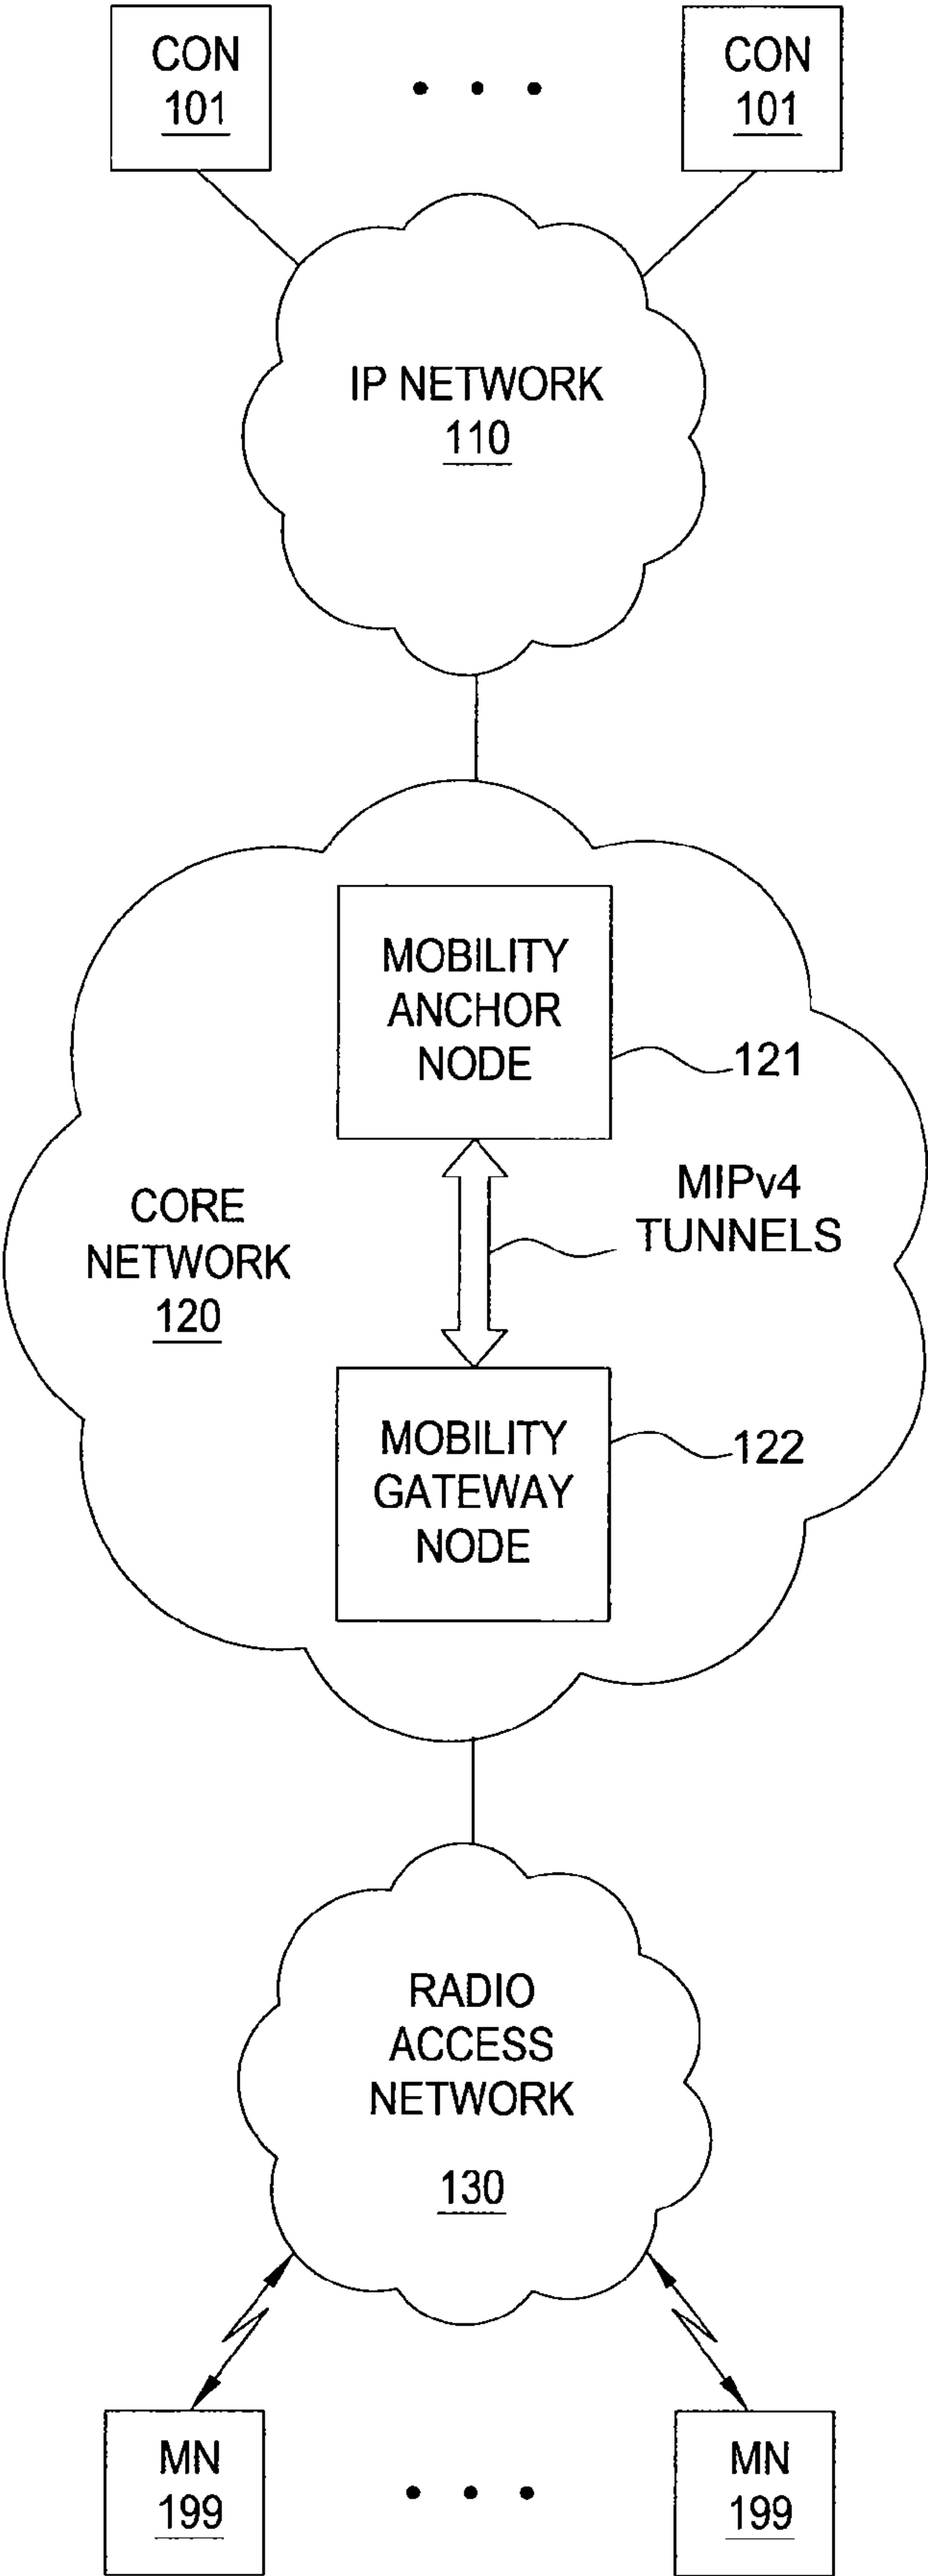 CON
101
CON
101
IP NETWORK
110
MOBILITY
ANCHOR
NODE
121
MIPv4
TUNNELS
CORE
NETWORK
120
MOBILITY
GATEWAY
NODE
122
RADIO
ACCESS
NETWORK
130
MN
199
MN
199